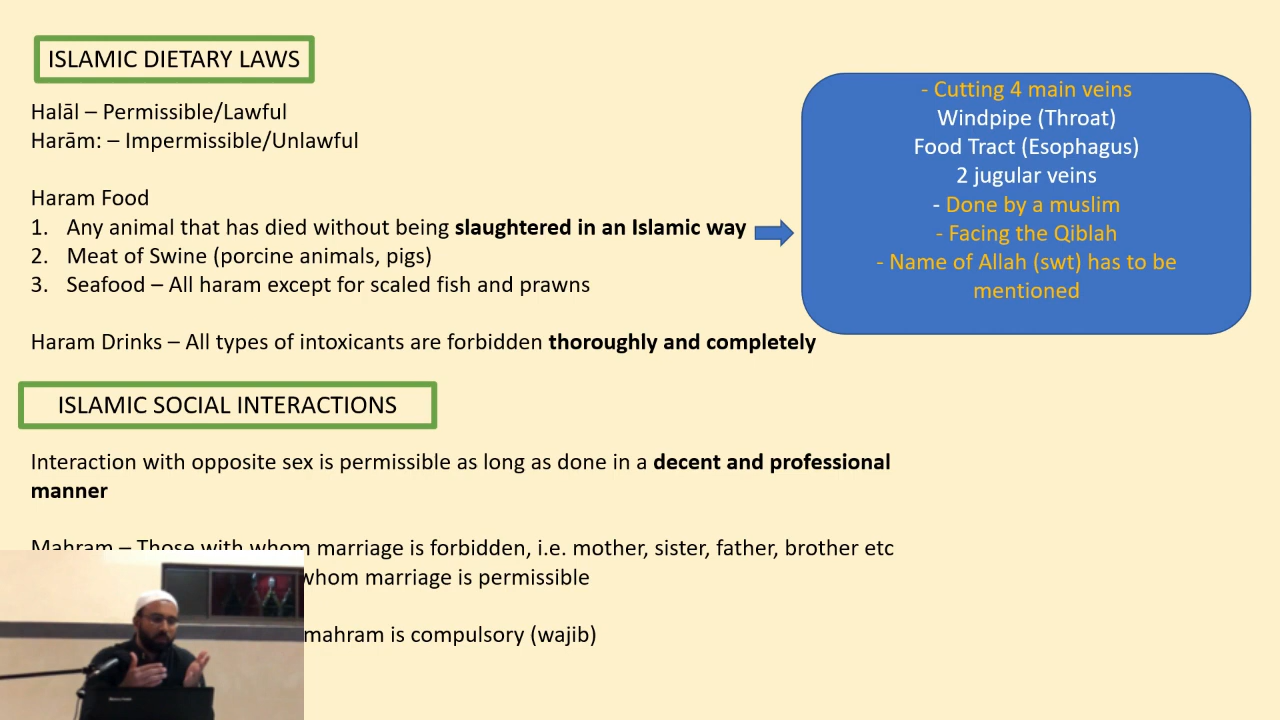 ISLAMIC DIETARY LAWS
Halāl – Permissible/Lawful
Harām: – Impermissible/Unlawful
Haram Food
1. Any animal that has died without being slaughtered in an Islamic way
2. Meat of Swine (porcine animals, pigs)
3. Seafood – All haram except for scaled fish and prawns
Haram Drinks – All types of intoxicants are forbidden thoroughly and completely
- Cutting 4 main veins
Windpipe (Throat)
Food Tract (Esophagus)
2 jugular veins
- Done by a muslim
- Facing the Qiblah
- Name of Allah (swt) has to be
mentioned
ISLAMIC SOCIAL INTERACTIONS
Interaction with opposite sex is permissible as long as done in a decent and professional
manner
Mahram – Those with whom marriage is forbidden, i.e. mother, sister, father, brother etc
whom marriage is permissible
mahram is compulsory (wajib)